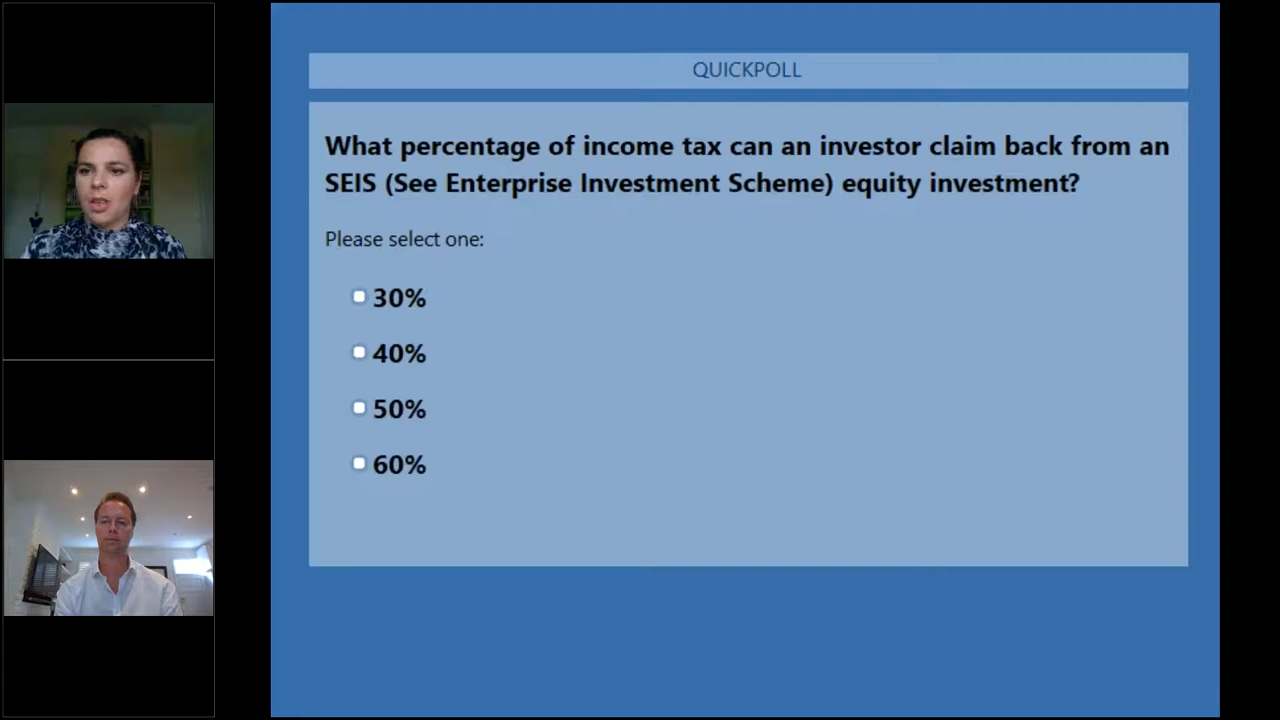 QUICKPOLL
What percentage of income tax can an investor claim back from an
SEIS (See Enterprise Investment Scheme) equity investment?
Please select one:
30%
40%
50%
60%